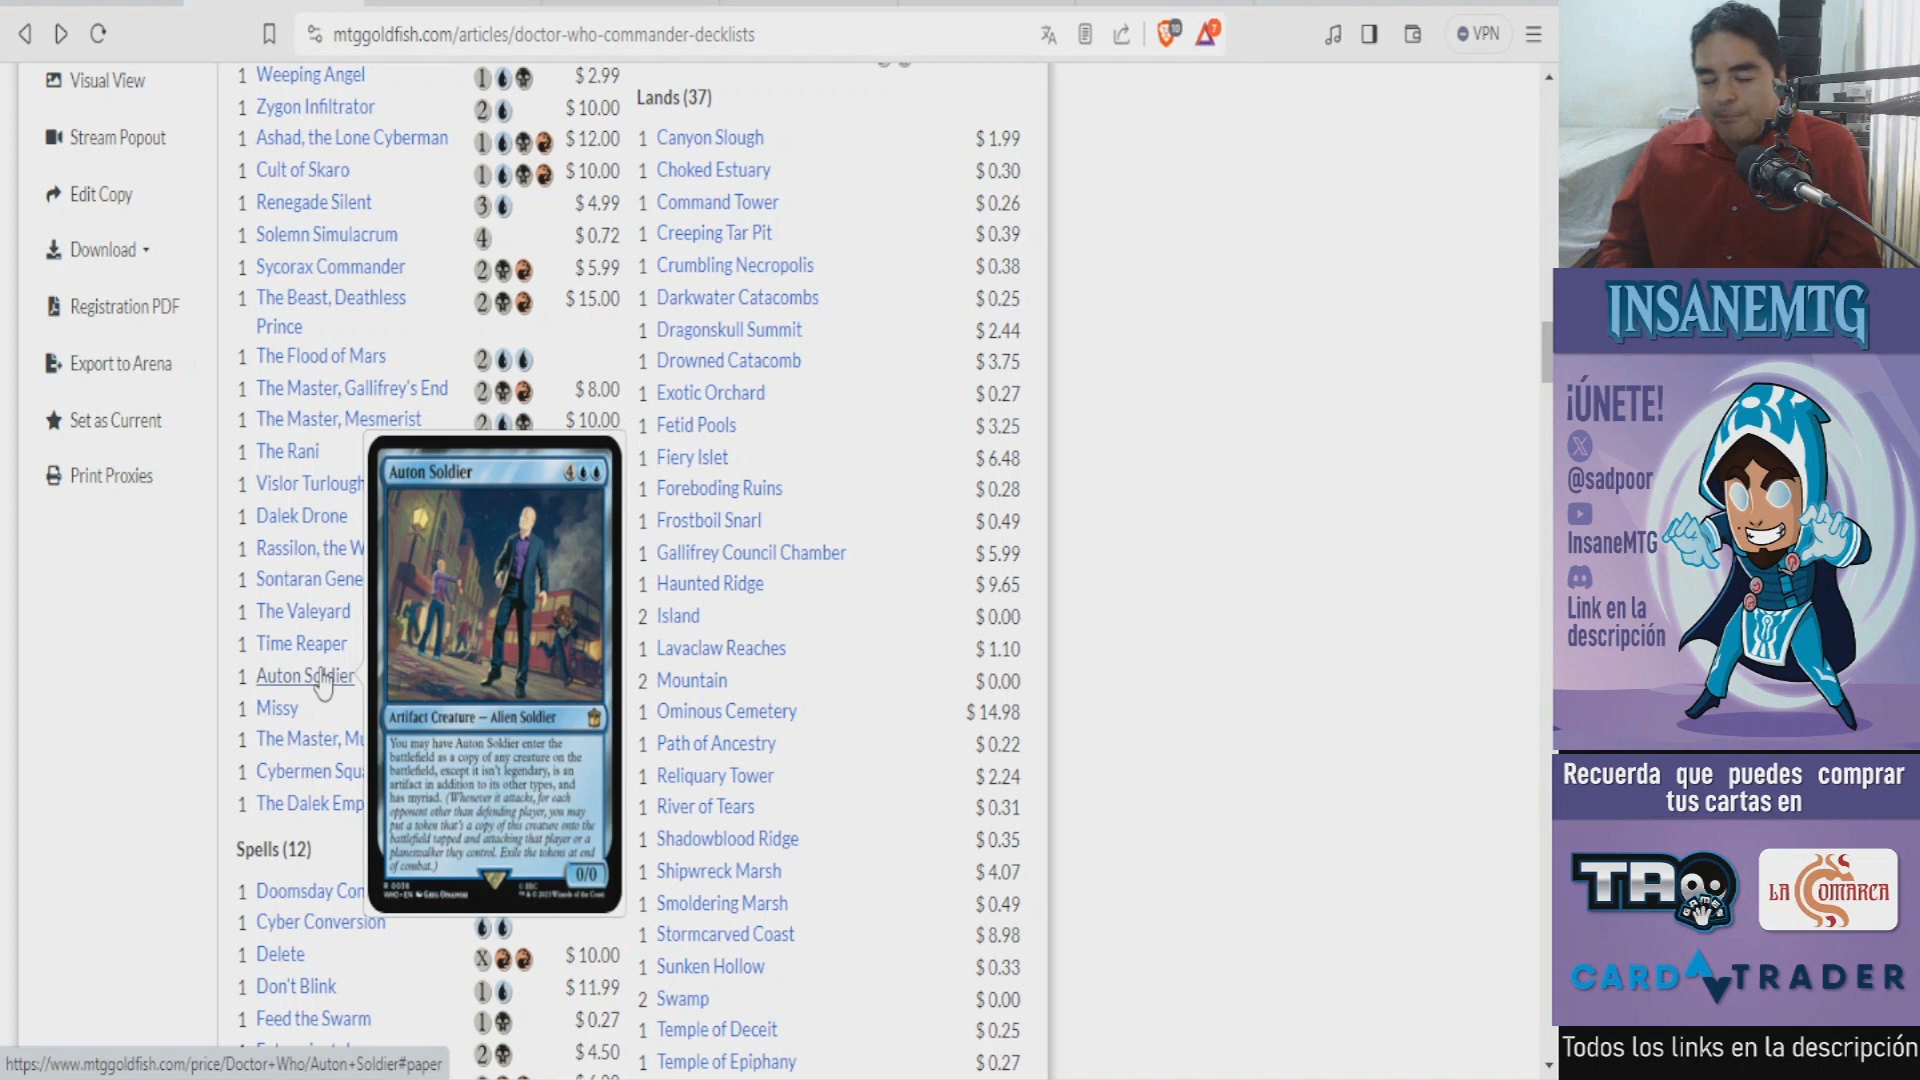 mtggoldfish.com/articles/doctor-who-commander-decklists
VPN
Visual View
Stream Popout
Edit Copy
Download
Registration PDF
Export to Arena
Set as Current
Print Proxies
1 Weeping Angel 1 $ 2.99
1 Zygon Infiltrator 2 $ 10.00
1 Ashad, the Lone Cyberman 1 $ 12.00
1 Cult of Skaro 1 $ 10.00
1 Renegade Silent 3 $ 4.99
1 Solemn Simulacrum 4 $ 0.72
1 Sycorax Commander 2 $ 5.99
1 The Beast, Deathless 2 $ 15.00
Prince
1 The Flood of Mars 2
1 The Master, Gallifrey's End 2 $ 8.00
1 The Master, Mesmerist 2 $ 10.00
1 The Rani
1 Vislor Turlough
1 Dalek Drone
1 Rassilon, the W
1 Sontaran Gene
1 The Valeyard
1 Time Reaper
1 Auton Soldier
1 Missy
1 The Master, Mu
1 Cybermen Squa
1 The Dalek Emp
Spells (12)
1 Doomsday Con
1 Cyber Conversion
1 Delete X $ 10.00
1 Don't Blink 1 $ 11.99
1 Feed the Swarm 1 $ 0.27
2 $ 4.50
https://www.mtggoldfish.com/price/Doctor+Who/Auton+Soldier#paper
Auton Soldier 4
Artifact Creature – Alien Soldier
You may have Auton Soldier enter the
battlefield as a copy of any creature on the
battlefield, except it isn't legendary, is an
artifact in addition to its other types, and
has myriad. (Whenever it attacks, for each
opponent other than defending player, you may
put a token that's a copy of this creature onto the
battlefield tapped and attacking that player or a
planeswalker they control. Exile the tokens at end
of combat.)
0/0
Lands (37)
1 Canyon Slough $ 1.99
1 Choked Estuary $ 0.30
1 Command Tower $ 0.26
1 Creeping Tar Pit $ 0.39
1 Crumbling Necropolis $ 0.38
1 Darkwater Catacombs $ 0.25
1 Dragonskull Summit $ 2.44
1 Drowned Catacomb $ 3.75
1 Exotic Orchard $ 0.27
1 Fetid Pools $ 3.25
1 Fiery Islet $ 6.48
1 Foreboding Ruins $ 0.28
1 Frostboil Snarl $ 0.49
1 Gallifrey Council Chamber $ 5.99
1 Haunted Ridge $ 9.65
2 Island $ 0.00
1 Lavaclaw Reaches $ 1.10
2 Mountain $ 0.00
1 Ominous Cemetery $ 14.98
1 Path of Ancestry $ 0.22
1 Reliquary Tower $ 2.24
1 River of Tears $ 0.31
1 Shadowblood Ridge $ 0.35
1 Shipwreck Marsh $ 4.07
1 Smoldering Marsh $ 0.49
1 Stormcarved Coast $ 8.98
1 Sunken Hollow $ 0.33
2 Swamp $ 0.00
1 Temple of Deceit $ 0.25
1 Temple of Epiphany $ 0.27
INSANEMTG
¡ÚNETE!
@sadpoor
InsaneMTG
Link en la
descripción
Recuerda que puedes comprar
tus cartas en
TAO
GAMES
LA COMARCA
CARD TRADER
Todos los links en la descripción